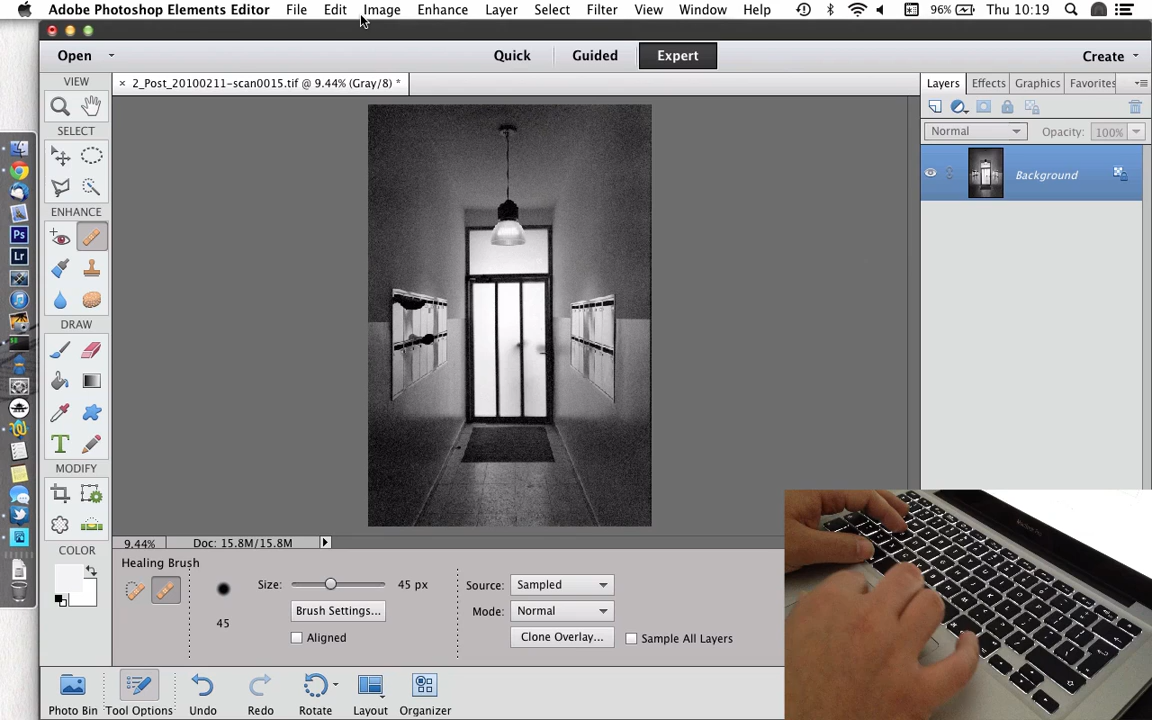 Adobe Photoshop Elements Editor File Edit Image Enhance Layer Select Filter View Window Help 96% Thu 10:19
Open Quick Guided Expert Create
× 2_Post_20100211-scan0015.tif @ 9.44% (Gray/8) *
Layers Effects Graphics Favorites
VIEW
SELECT
Normal Opacity: 100%
Background
ENHANCE
Ps
Lr
DRAW
T
MODIFY
COLOR
9.44% Doc: 15.8M/15.8M
Healing Brush
Size: 45 px
Source: Sampled
Brush Settings...
Mode: Normal
45
Aligned
Clone Overlay...
Sample All Layers
Photo Bin Tool Options Undo Redo Rotate Layout Organizer